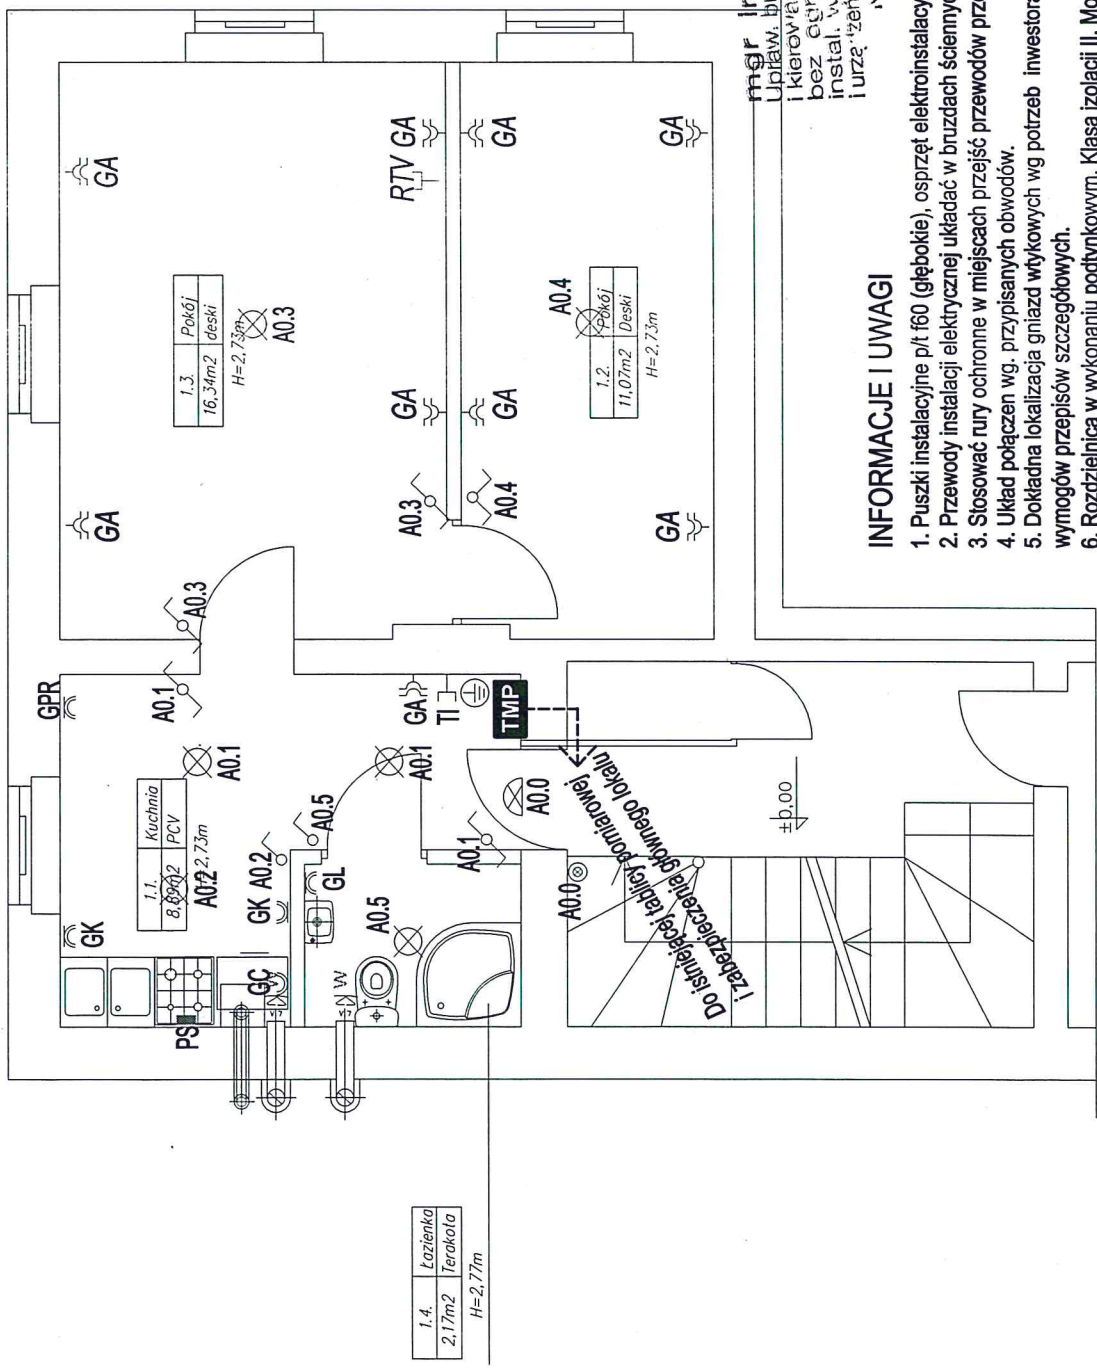 1.4. Łazienka
2,17m2 Terakota
H=2,77m
1.1. Kuchnia
8,89m2 PCV
H=2,73m
A0.2
1.3. Pokój
16,34m2 deski
H=2,73m
A0.3
1.2. Pokój
11,07m2 Deski
H=2,73m
A0.4
GPR
GK
PS
GC
GK
A0.2
A0.1
A0.1
A0.3
GA
GA
A0.5
GL
W
A0.5
A0.1
A0.1
A0.0
A0.0
GA
TI
TMP
A0.3
A0.4
GA
GA
RTV GA
GA
GA
GA
±0,00
Do istniejącej tablicy pomiarowej
i zabezpieczenia głównego lokalu
mgr
Upraw.
i kierowa
bez ogr
instal. w
i urzą
INFORMACJE I UWAGI
1. Puszki instalacyjne p/t f60 (głębokie), osprzęt elektroinstalacy
2. Przewody instalacji elektrycznej układać w bruzdach ściennyc
3. Stosować rury ochronne w miejscach przejść przewodów prze
4. Układ połączen wg. przypisanych obwodów.
5. Dokładna lokalizacja gniazd wtykowych wg potrzeb inwestora
wymogów przepisów szczegółowych.
6. Rozdzielnica w wykonaniu podtynkowym. Klasa izolacji II. Mo